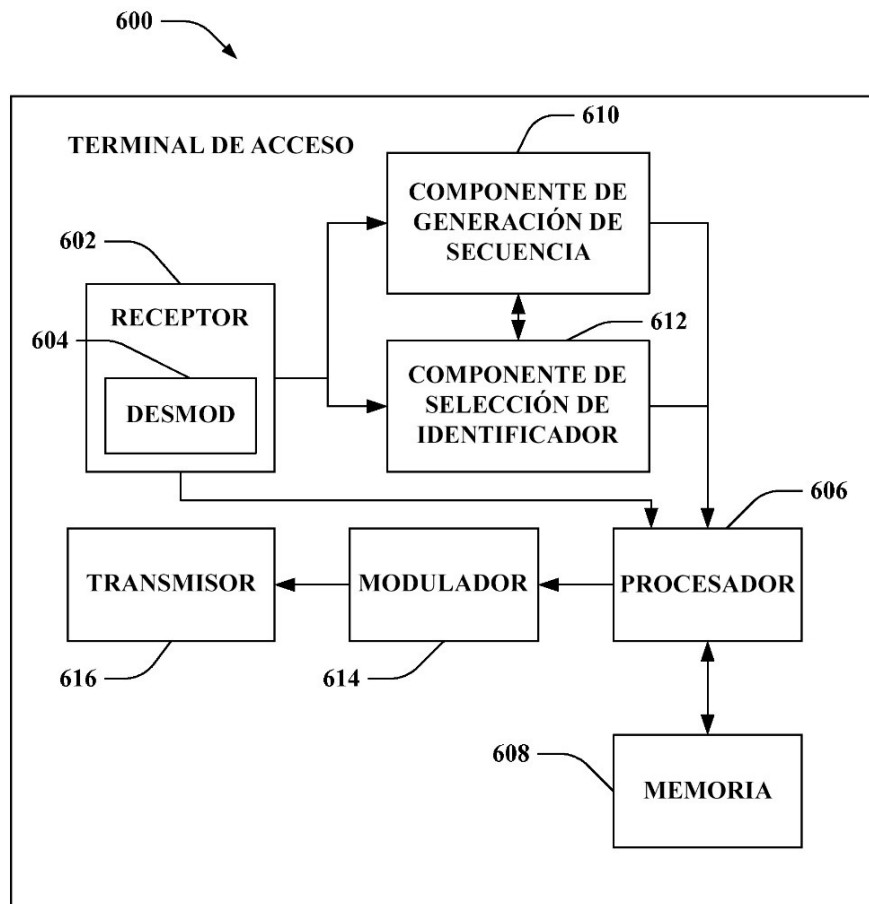 600
610
TERMINAL DE ACCESO
COMPONENTE DE
GENERACIÓN DE
SECUENCIA
602
RECEPTOR
612
604
COMPONENTE DE
SELECCIÓN DE
IDENTIFICADOR
DESMOD
606
TRANSMISOR
MODULADOR
PROCESADOR
616
614
608
MEMORIA